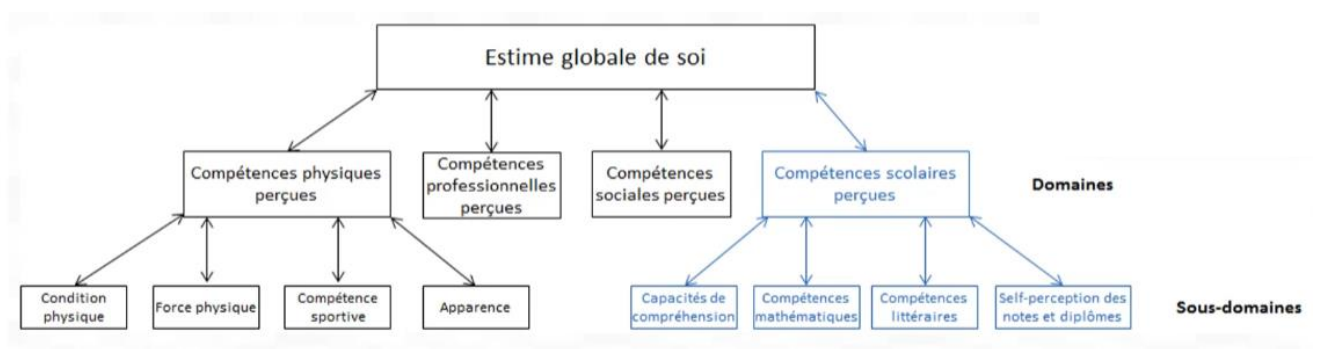 Estime globale de soi
Compétences physiques
perçues
Compétences
professionnelles
perçues
Compétences
sociales perçues
Compétences scolaires
perçues
Domaines
Condition
physique
Force physique
Compétence
sportive
Apparence
Capacités de
compréhension
Compétences
mathématiques
Compétences
littéraires
Self-perception des
notes et diplômes
Sous-domaines